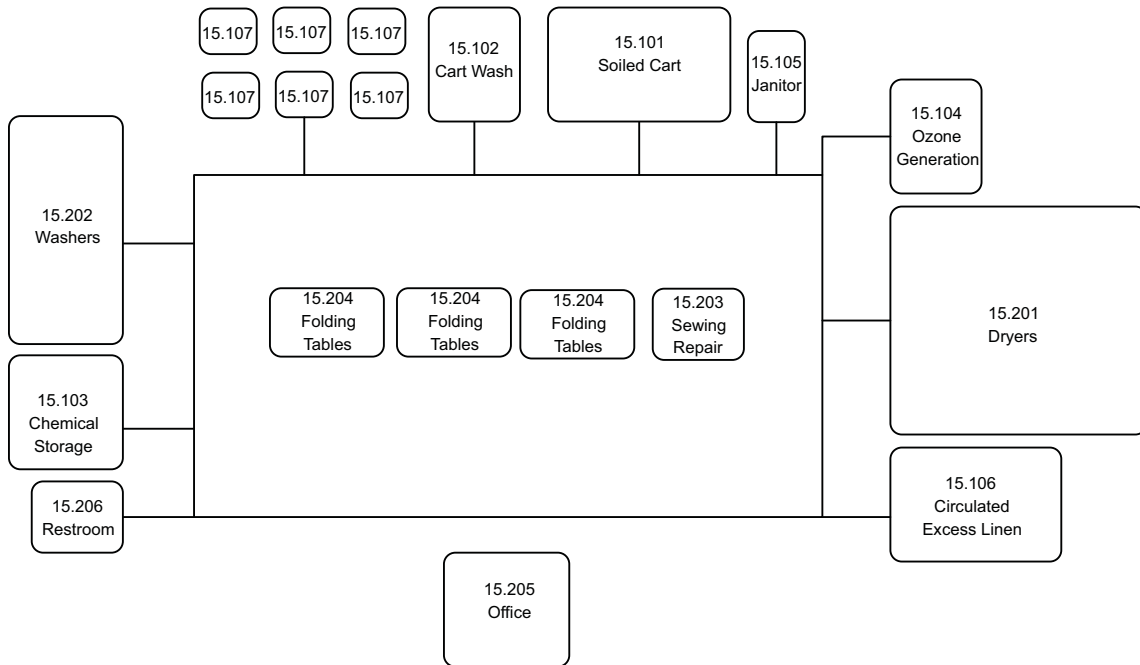 15.107
15.107
15.107
15.107
15.107
15.107
15.102
Cart Wash
15.101
Soiled Cart
15.105
Janitor
15.104
Ozone
Generation
15.202
Washers
15.204
Folding
Tables
15.204
Folding
Tables
15.204
Folding
Tables
15.203
Sewing
Repair
15.201
Dryers
15.103
Chemical
Storage
15.206
Restroom
15.106
Circulated
Excess Linen
15.205
Office